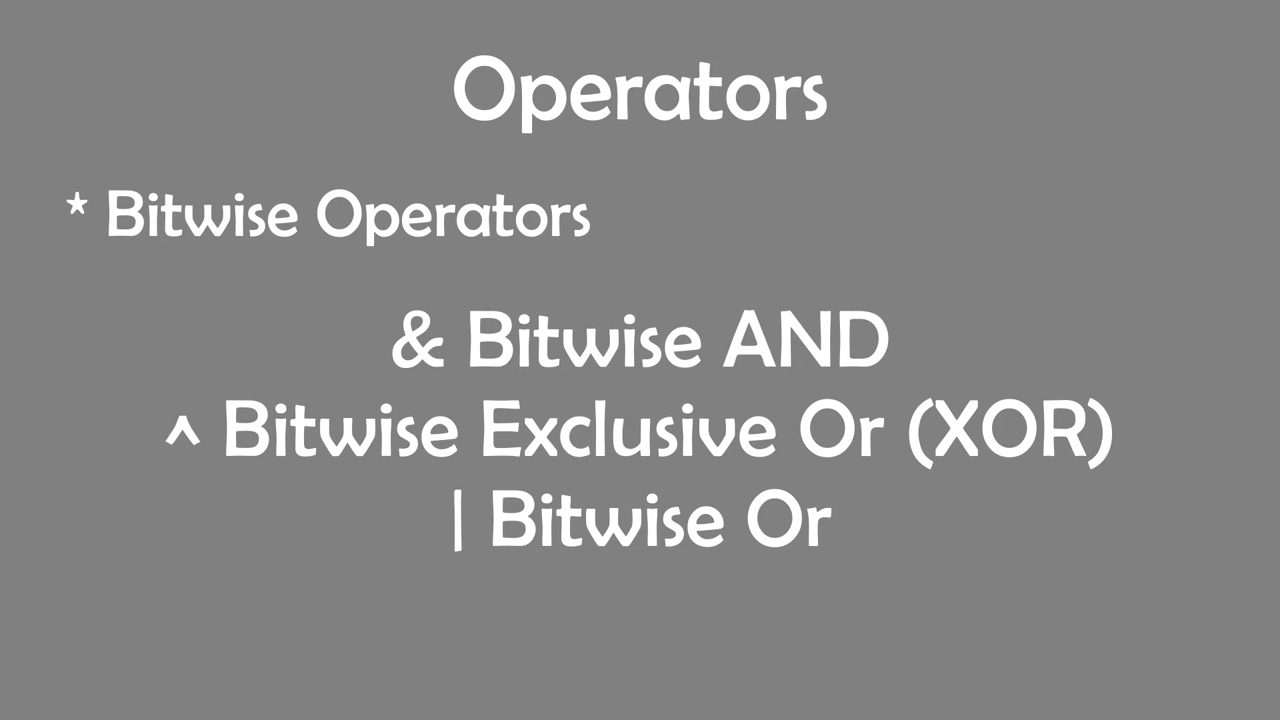 Operators
* Bitwise Operators
& Bitwise AND
^ Bitwise Exclusive Or (XOR)
| Bitwise Or